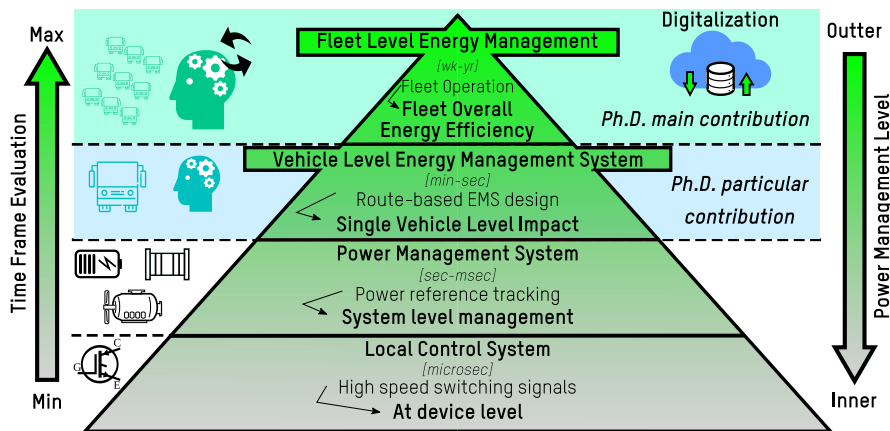 Max
Time Frame Evaluation
Min
Fleet Level Energy Management
[wk-yr]
Fleet Operation
Fleet Overall
Energy Efficiency
Digitalization
Ph.D. main contribution
Vehicle Level Energy Management System
[min-sec]
Route-based EMS design
Single Vehicle Level Impact
Ph.D. particular
contribution
Power Management System
[sec-msec]
Power reference tracking
System level management
Local Control System
[microsec]
High speed switching signals
At device level
C
G
E
Outter
Power Management Level
Inner